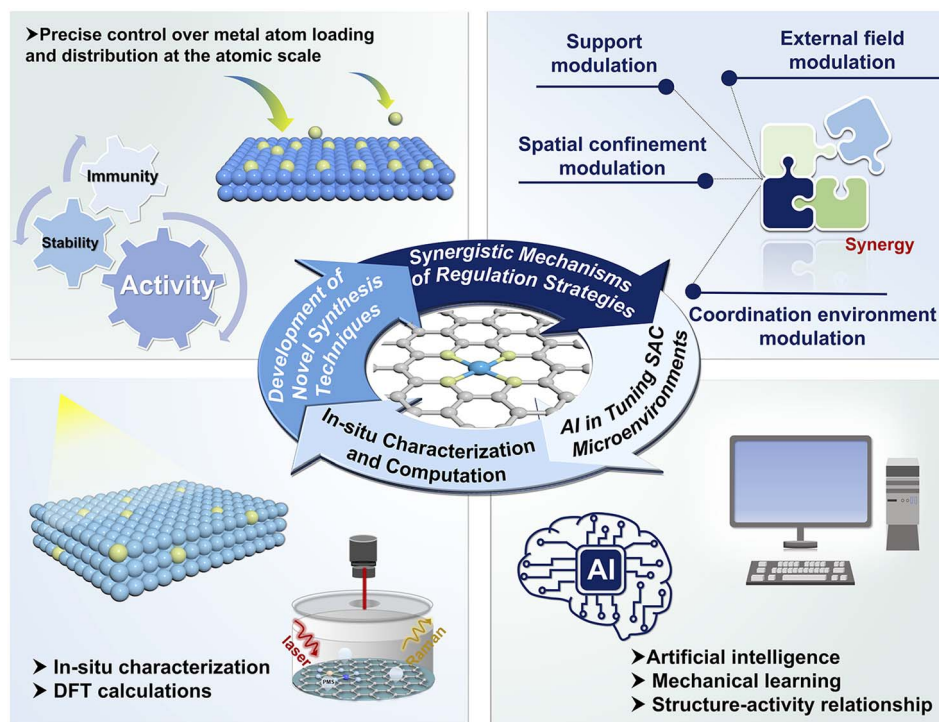 ➤Precise control over metal atom loading
and distribution at the atomic scale
Immunity
Stability
Activity
Support
modulation
External field
modulation
Spatial confinement
modulation
Synergy
Coordination environment
modulation
Development of
Novel Synthesis
Techniques
Synergistic Mechanisms
of Regulation Strategies
AI in Tuning SAC
Microenvironments
In-situ Characterization
and Computation
laser
Raman
PMS
➤ In-situ characterization
➤ DFT calculations
AI
➤Artificial intelligence
➤ Mechanical learning
➤ Structure-activity relationship